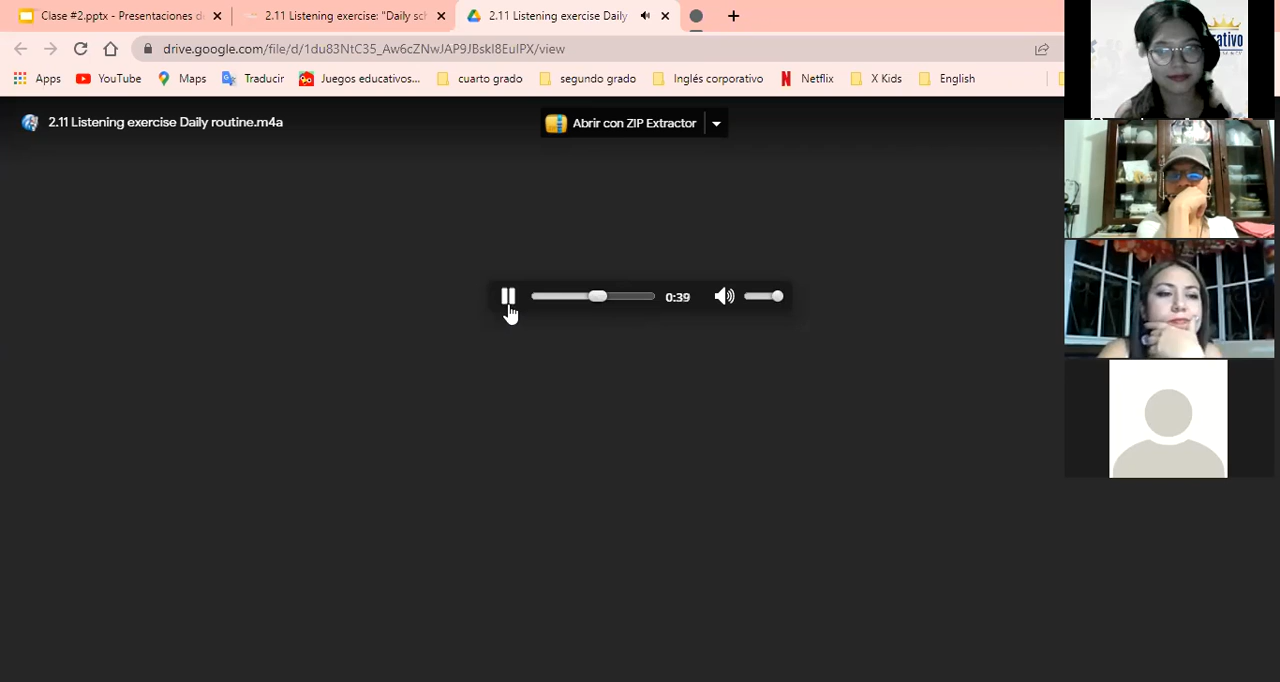 Clase #2.pptx - Presentaciones d
2.11 Listening exercise: "Daily sch
2.11 Listening exercise Daily
drive.google.com/file/d/1du83NtC35_Aw6cZNwJAP9JBskI8EuIPX/view
Apps
YouTube
Maps
Traducir
Juegos educativos...
cuarto grado
segundo grado
Inglés corporativo
Netflix
X Kids
English
2.11 Listening exercise Daily routine.m4a
Abrir con ZIP Extractor
0:39